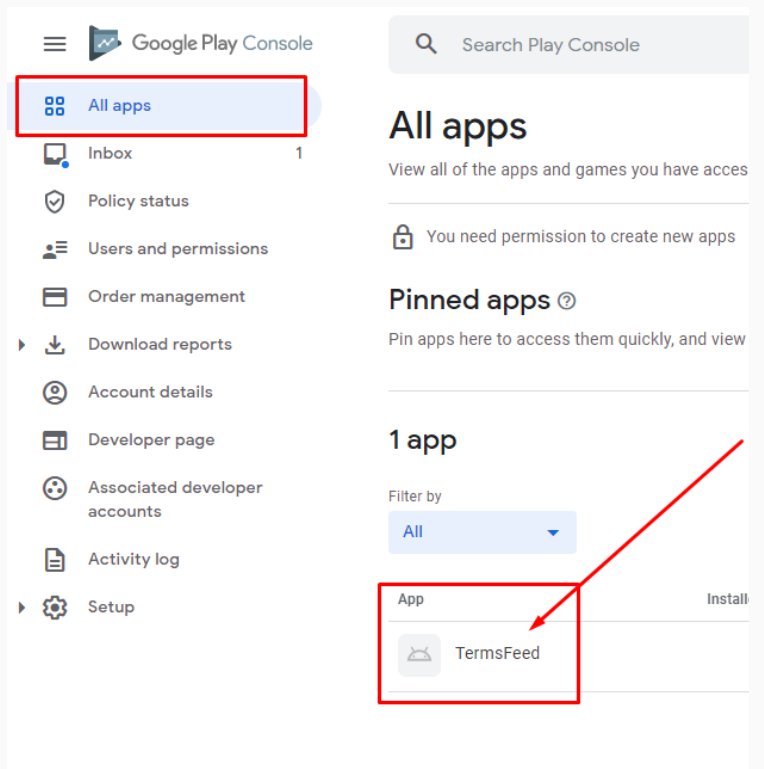 Google Play Console
Search Play Console
All apps
Inbox 1
Policy status
Users and permissions
Order management
Download reports
Account details
Developer page
Associated developer
accounts
Activity log
Setup
All apps
View all of the apps and games you have acces
You need permission to create new apps
Pinned apps
Pin apps here to access them quickly, and view
1 app
Filter by
All
App Installe
TermsFeed